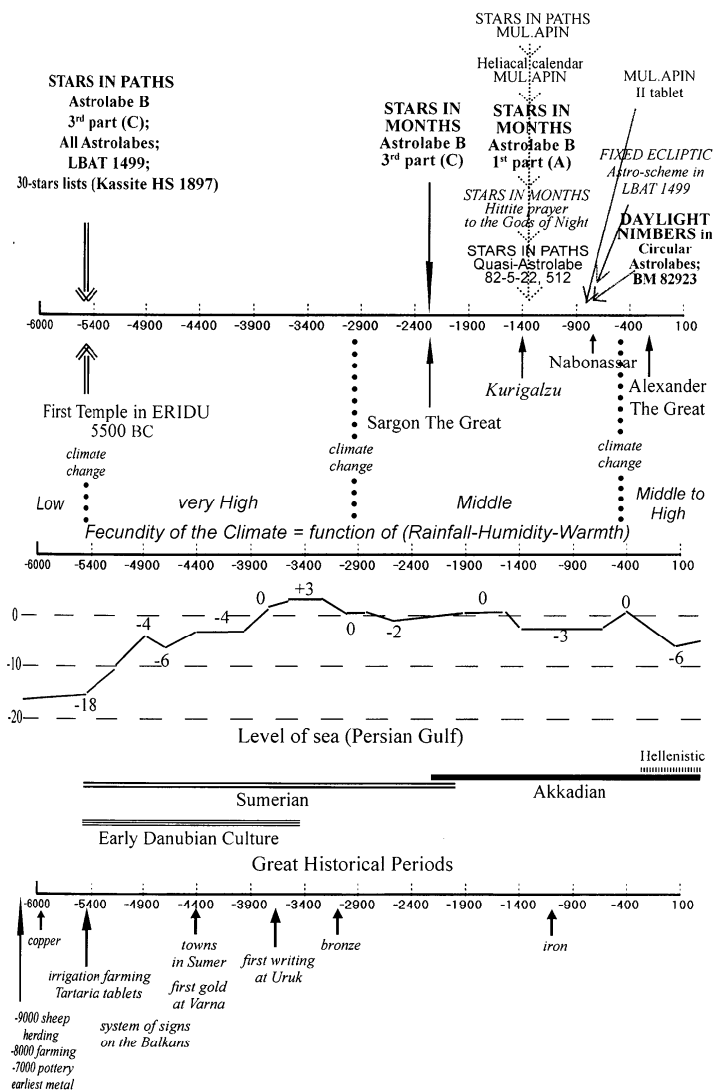 STARS IN PATHS
MUL.APIN
Heliacal calendar
MUL.APIN
STARS IN PATHS
Astrolabe B
3rd part (C);
All Astrolabes;
LBAT 1499;
30-stars lists (Kassite HS 1897)
STARS IN
MONTHS
Astrolabe B
3rd part (C)
STARS IN
MONTHS
Astrolabe B
1st part (A)
STARS IN MONTHS
Hittite prayer
to the Gods of Night
STARS IN PATHS
Quasi-Astrolabe
82-5-22, 512
MUL.APIN
II tablet
FIXED ECLIPTIC
Astro-scheme in
LBAT 1499
DAYLIGHT
NIMBERS in
Circular
Astrolabes;
BM 82923
-6000 -5400 -4900 -4400 -3900 -3400 -2900 -2400 -1900 -1400 -900 -400 100
First Temple in ERIDU
5500 BC
Sargon The Great
Kurigalzu
Nabonassar
Alexander
The Great
climate
change
climate
change
climate
change
Low
very High
Middle
Middle to
High
Fecundity of the Climate = function of (Rainfall-Humidity-Warmth)
-6000 -5400 -4900 -4400 -3900 -3400 -2900 -2400 -1900 -1400 -900 -400 100
0
-10
-20
-18
-4
-6
-4
0
+3
0
-2
0
-3
0
-6
Level of sea (Persian Gulf)
Hellenistic
Akkadian
Sumerian
Early Danubian Culture
Great Historical Periods
-6000 -5400 -4900 -4400 -3900 -3400 -2900 -2400 -1900 -1400 -900 -400 100
copper
irrigation farming
Tartaria tablets
towns
in Sumer
first gold
at Varna
first writing
at Uruk
bronze
iron
system of signs
on the Balkans
-9000 sheep
herding
-8000 farming
-7000 pottery
earliest metal